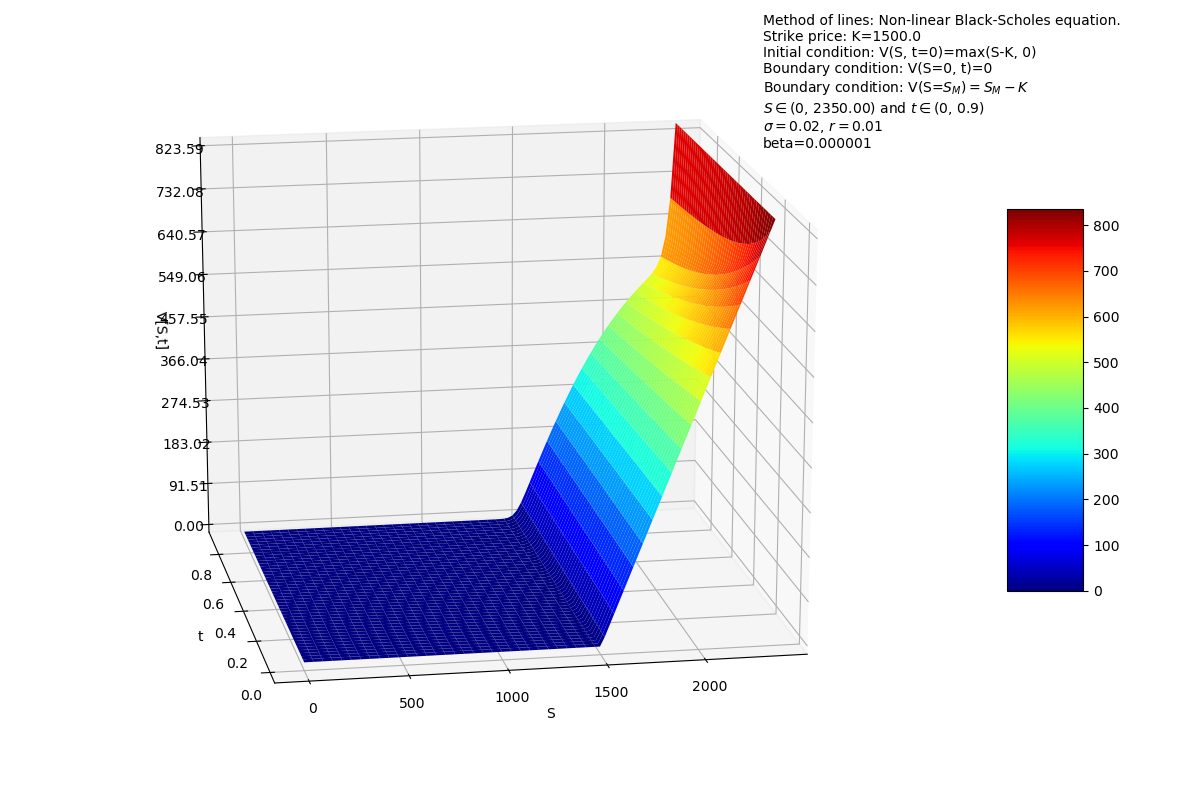 Method of lines: Non-linear Black-Scholes equation.
Strike price: K=1500.0
Initial condition: V(S, t=0)=max(S-K, 0)
Boundary condition: V(S=0, t)=0
Boundary condition: V(S=$S_M$) = $S_M - K$
S ∈ (0, 2350.00) and t ∈ (0, 0.9)
σ = 0.02, r = 0.01
beta=0.000001
823.59
732.08
640.57
549.06
457.55
V[S,t]
366.04
274.53
183.02
91.51
0.00
0.8
0.6
0.4
t
0.2
0.0
0
500
1000
1500
2000
S
800
700
600
500
400
300
200
100
0